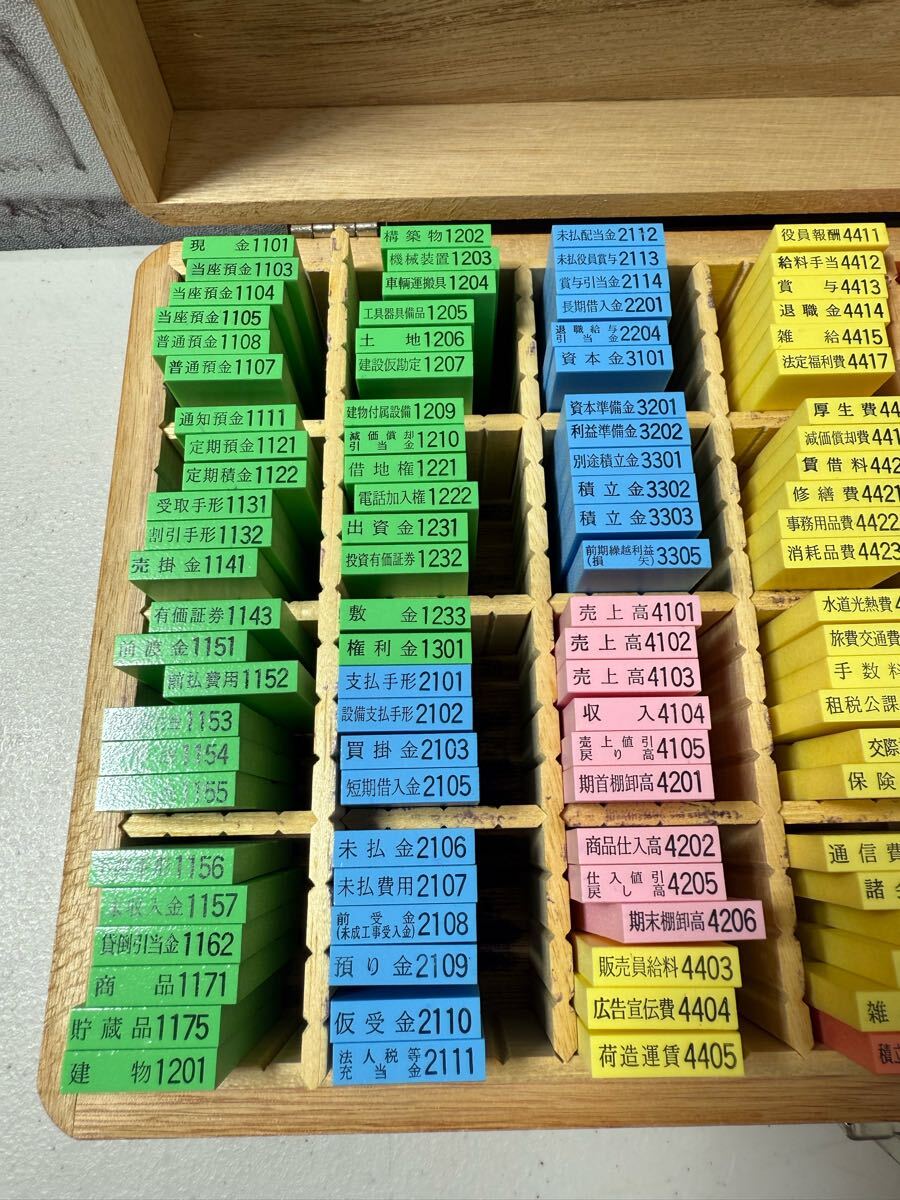 現金1101
当座預金1103
当座預金1104
当座預金1105
普通預金1108
普通預金1107
通知預金1111
定期預金1121
定期積金1122
受取手形1131
割引手形1132
売掛金1141
有価証券1143
前渡金1151
前払費用1152
1153
1154
1155
1156
未収入金1157
貸倒引当金1162
商品1171
貯蔵品1175
建物1201
構築物1202
機械装置1203
車輌運搬具1204
工具器具備品1205
土地1206
建設仮勘定1207
建物付属設備1209
減価償却
引当金1210
借地権1221
電話加入権1222
出資金1231
投資有価証券1232
敷金1233
権利金1301
支払手形2101
設備支払手形2102
買掛金2103
短期借入金2105
未払金2106
未払費用2107
前受金
(未成工事受入金)2108
預り金2109
仮受金2110
法人税等
充当金2111
未払配当金2112
未払役員賞与2113
賞与引当金2114
長期借入金2201
退職給与
引当金2204
資本金3101
資本準備金3201
利益準備金3202
別途積立金3301
積立金3302
積立金3303
前期繰越利益
(損失)3305
売上高4101
売上高4102
売上高4103
収入4104
売上値引
戻り高4105
期首棚卸高4201
商品仕入高4202
仕入値引
戻し高4205
期末棚卸高4206
販売員給料4403
広告宣伝費4404
荷造運賃4405
役員報酬4411
給料手当4412
賞与4413
退職金4414
雑給4415
法定福利費4417
厚生費44
減価償却費441
賃借料442
修繕費4421
事務用品費4422
消耗品費4423
水道光熱費4
旅費交通費
手数料
租税公課
交際
保険
通信費
諸
雑
積立